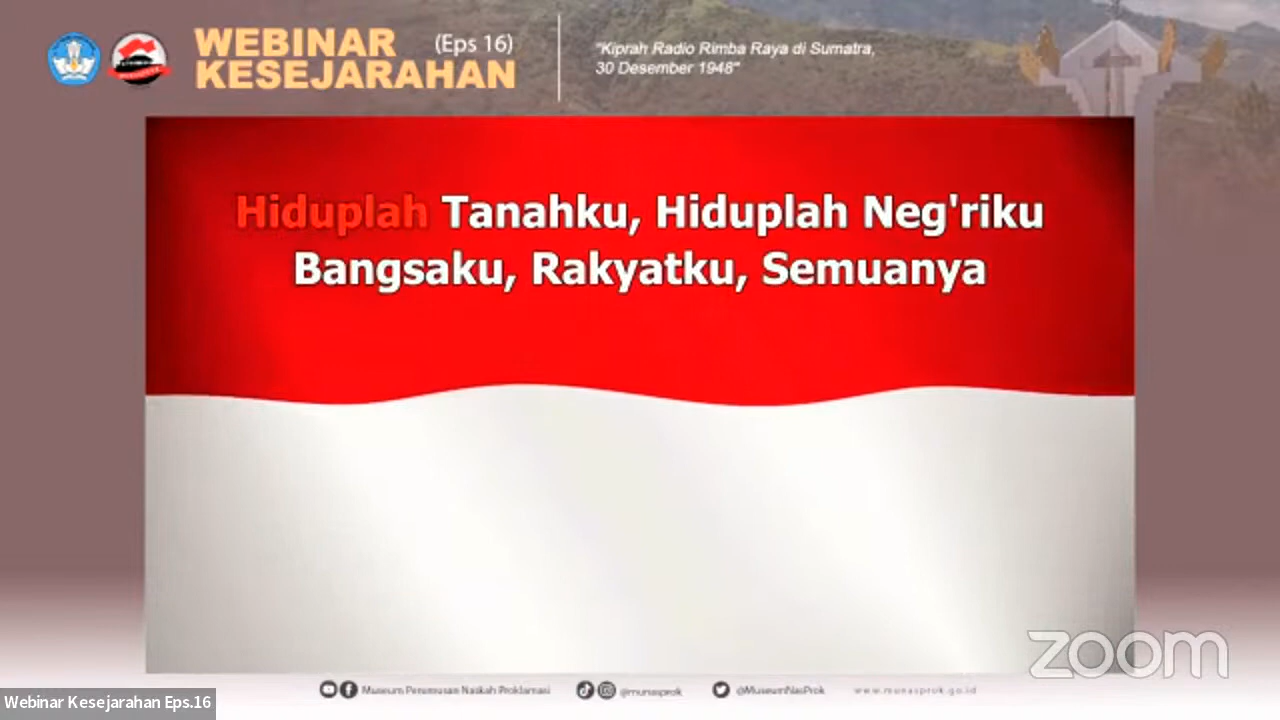 WEBINAR (Eps 16)
KESEJARAHAN
"Kiprah Radio Rimba Raya di Sumatra,
30 Desember 1948"
Hiduplah Tanahku, Hiduplah Neg'riku
Bangsaku, Rakyatku, Semuanya
zoom
Museum Perumusan Naskah Proklamasi @munasprok @MuseumNasProk www.munasprok.go.id
Webinar Kesejarahan Eps.16